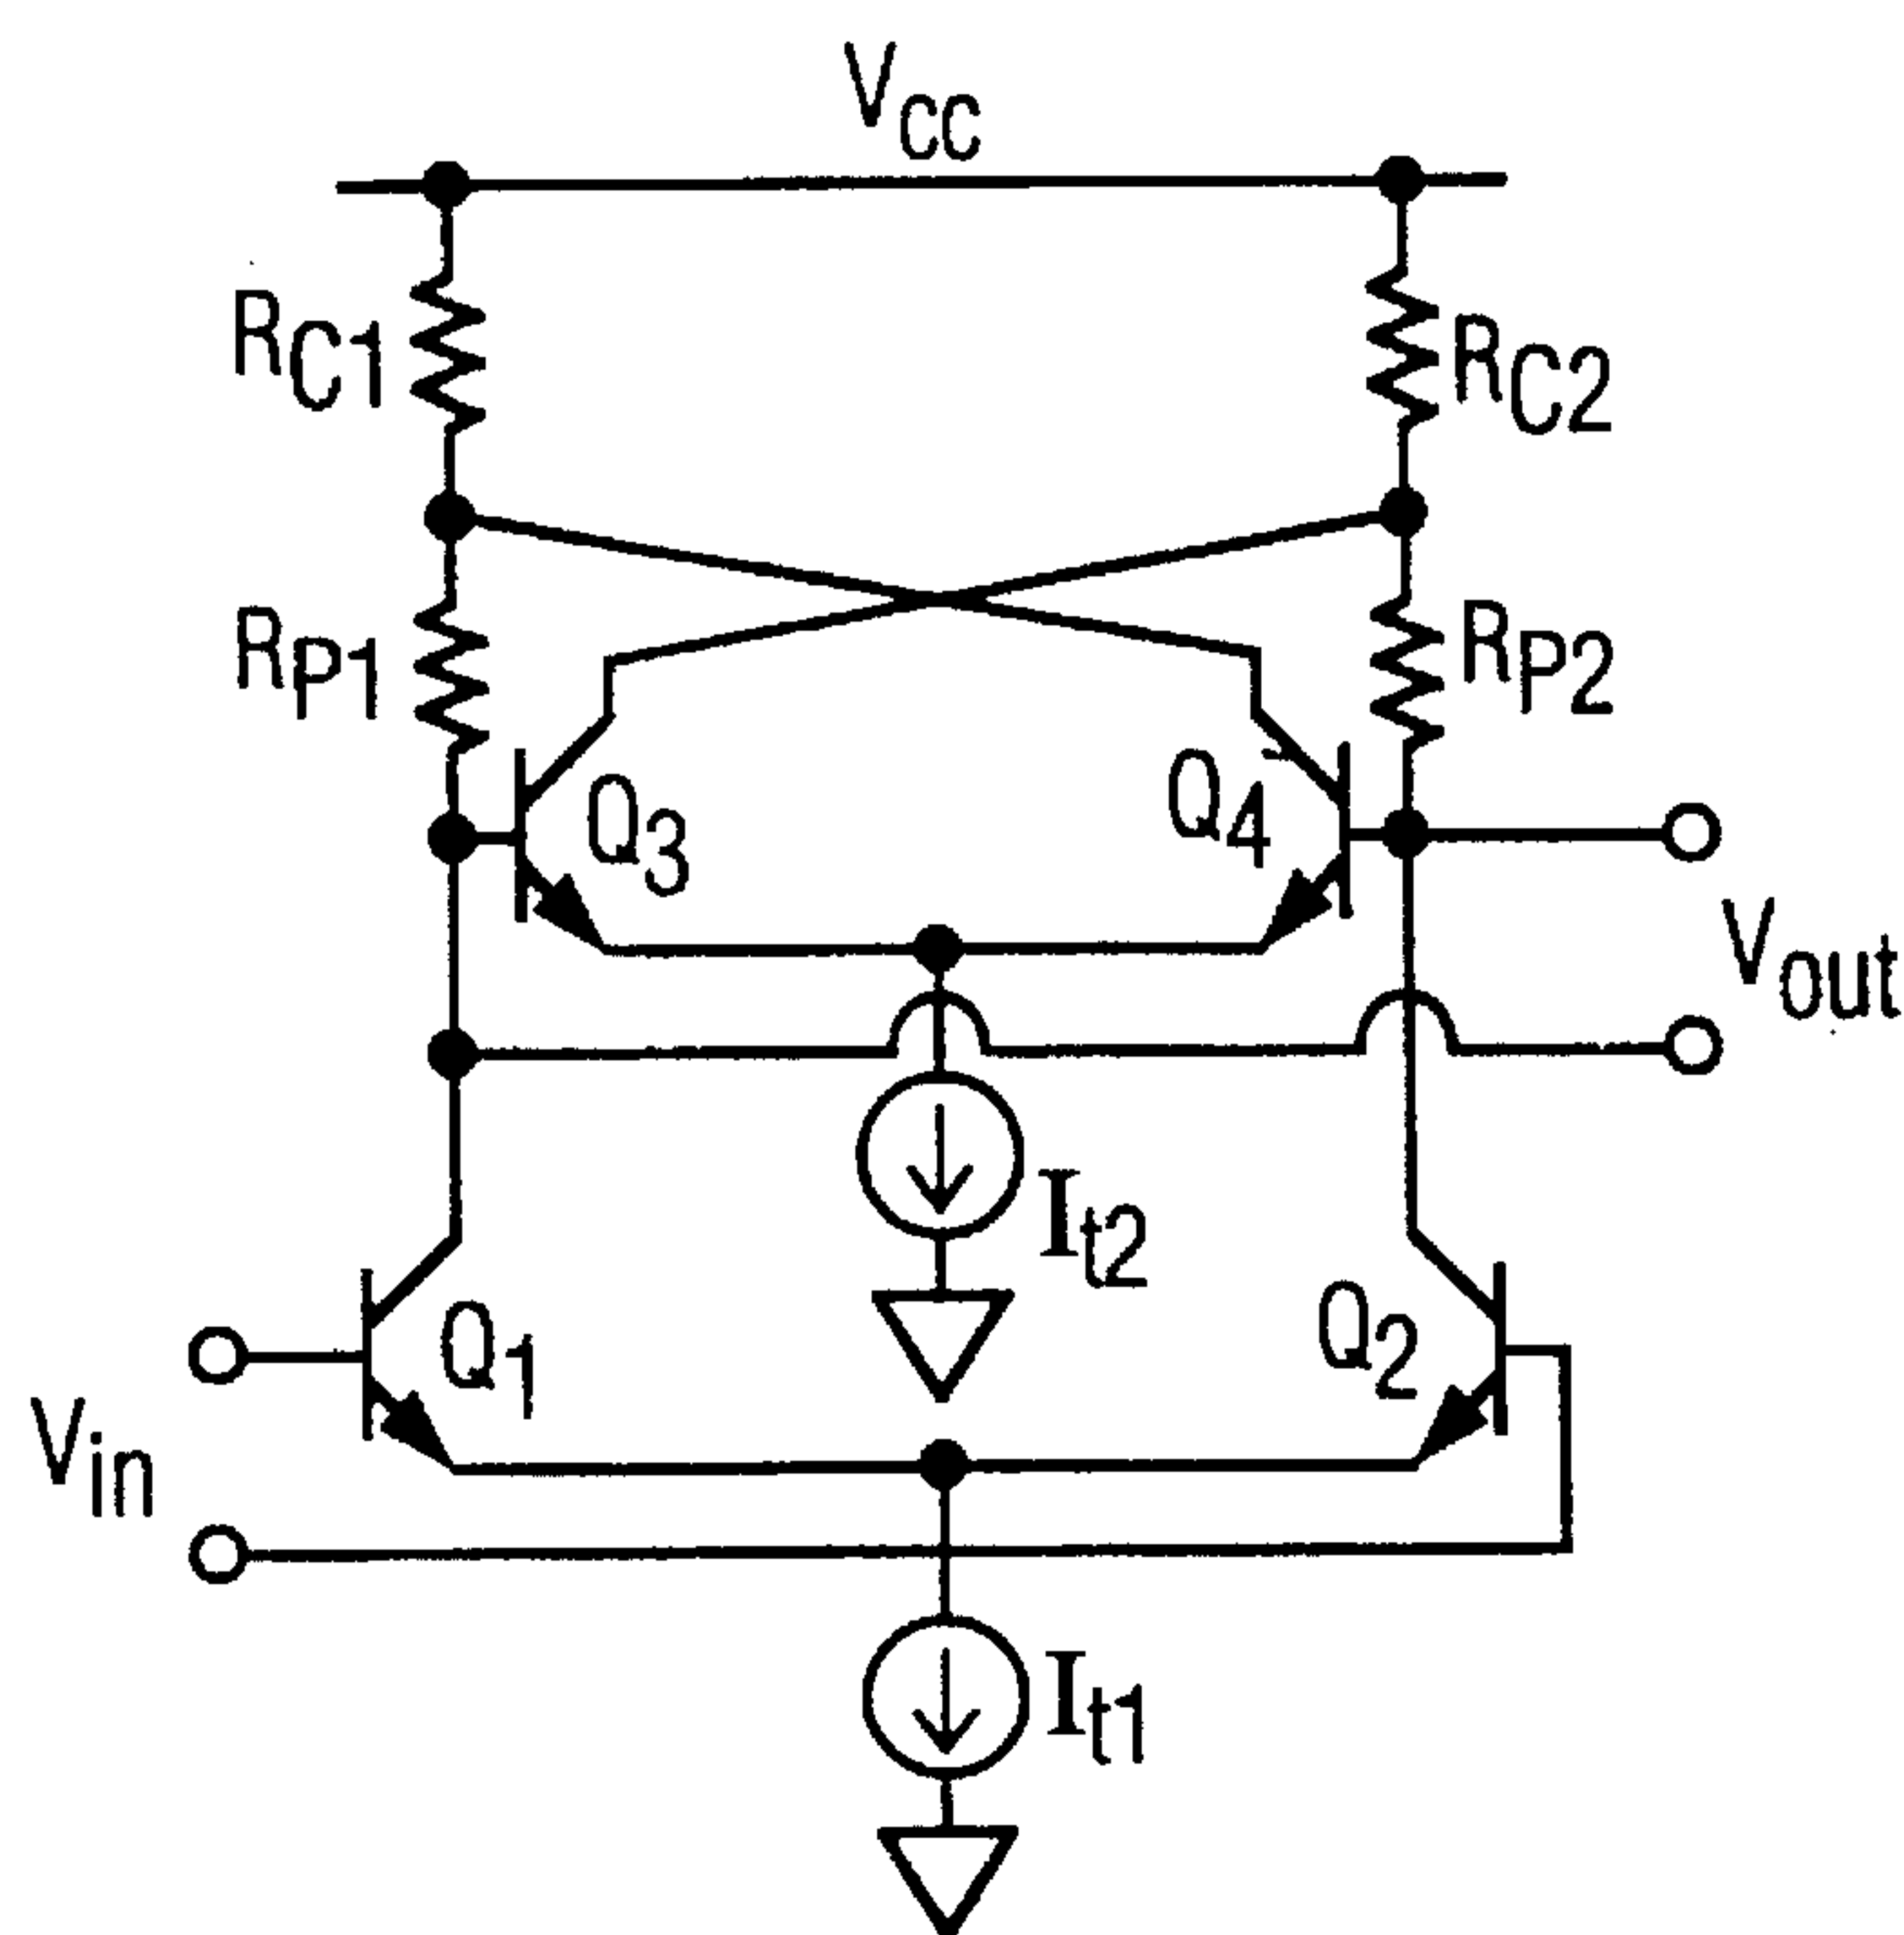 VCC
RC1
RC2
RP1
RP2
Q3
Q4
Vout
It2
Q1
Q2
Vin
It1